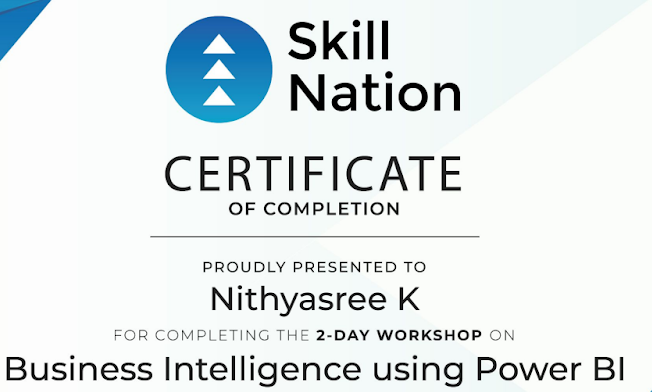 Skill
Nation
CERTIFICATE
OF COMPLETION
PROUDLY PRESENTED TO
Nithyasree K
FOR COMPLETING THE 2-DAY WORKSHOP ON
Business Intelligence using Power BI